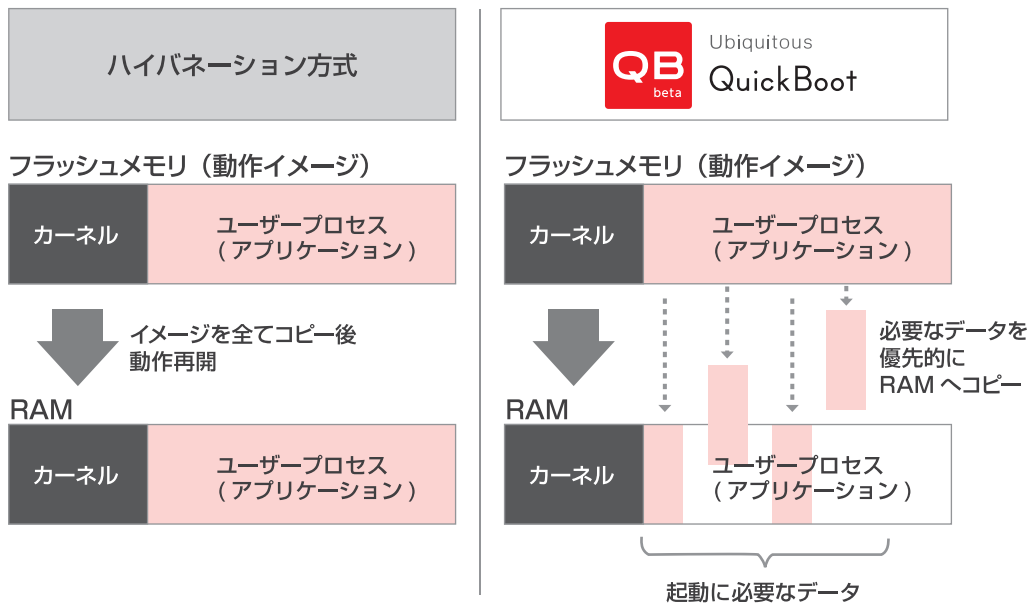 ハイバネーション方式
フラッシュメモリ（動作イメージ）
カーネル
ユーザープロセス
( アプリケーション )
イメージを全てコピー後
動作再開
RAM
カーネル
ユーザープロセス
( アプリケーション )
QB
beta
Ubiquitous
QuickBoot
フラッシュメモリ（動作イメージ）
カーネル
ユーザープロセス
( アプリケーション )
必要なデータを
優先的に
RAM へコピー
RAM
カーネル
ユーザープロセス
( アプリケーション )
起動に必要なデータ